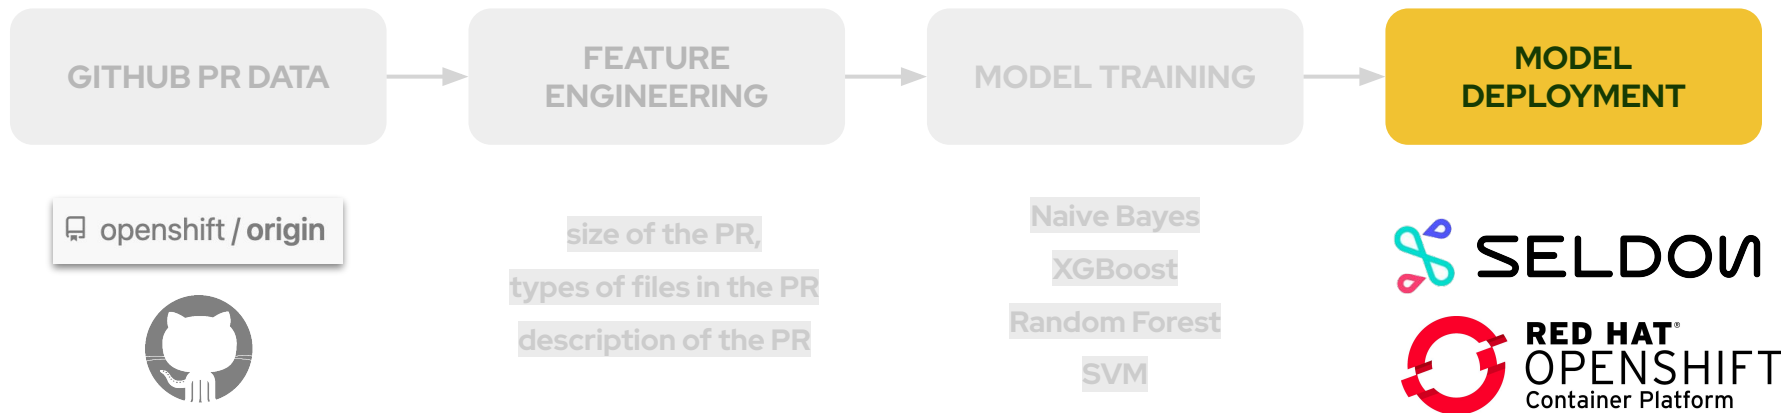 GITHUB PR DATA
FEATURE
ENGINEERING
MODEL TRAINING
MODEL
DEPLOYMENT
openshift / origin
size of the PR,
types of files in the PR
description of the PR
Naive Bayes
XGBoost
Random Forest
SVM
SELDON
RED HAT®
OPENSHIFT
Container Platform